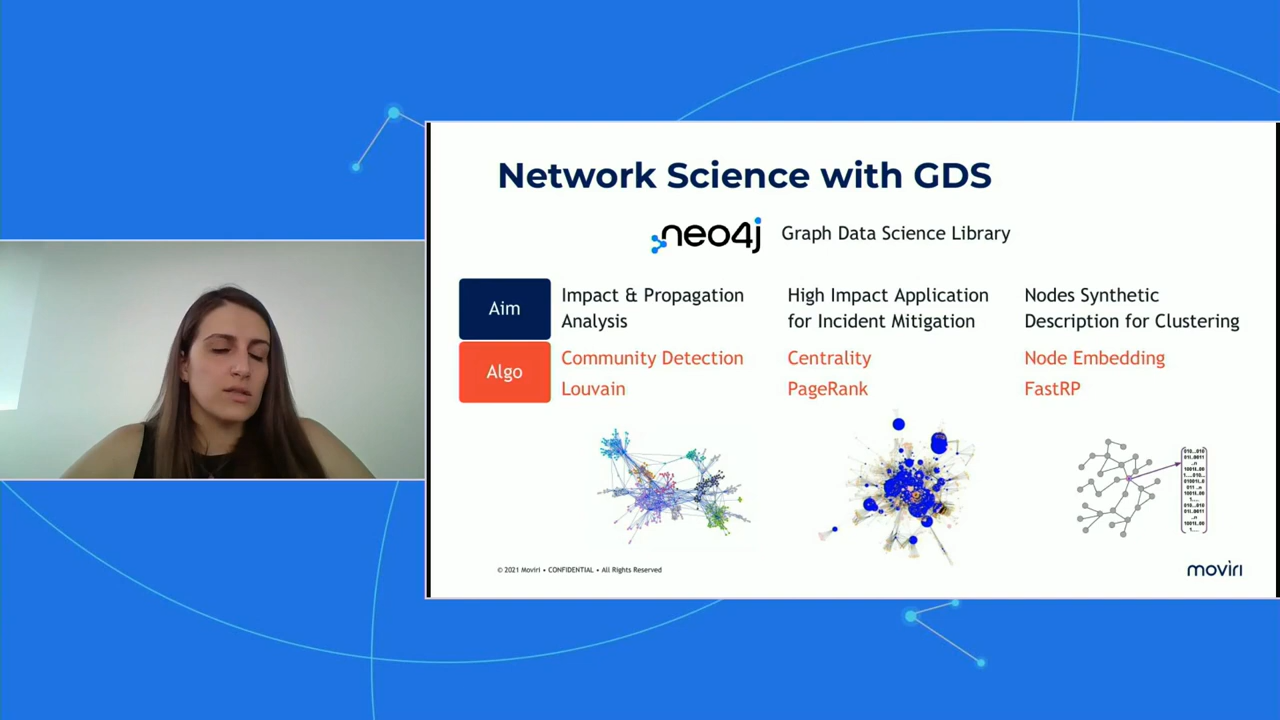 Network Science with GDS
neo4j
Graph Data Science Library
Aim
Impact & Propagation
Analysis
High Impact Application
for Incident Mitigation
Nodes Synthetic
Description for Clustering
Algo
Community Detection
Louvain
Centrality
PageRank
Node Embedding
FastRP
© 2021 Moviri • CONFIDENTIAL • All Rights Reserved
moviri